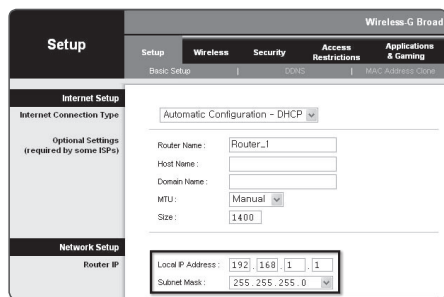 Wireless-G Broad
Setup
Setup Wireless Security Access Restrictions Applications & Gaming
Basic Setup | DDNS | MAC Address Clone
Internet Setup
Internet Connection Type
Automatic Configuration - DHCP
Optional Settings
(required by some ISPs)
Router Name : Router_1
Host Name :
Domain Name :
MTU : Manual
Size : 1400
Network Setup
Router IP
Local IP Address : 192 . 168 . 1 . 1
Subnet Mask : 255.255.255.0